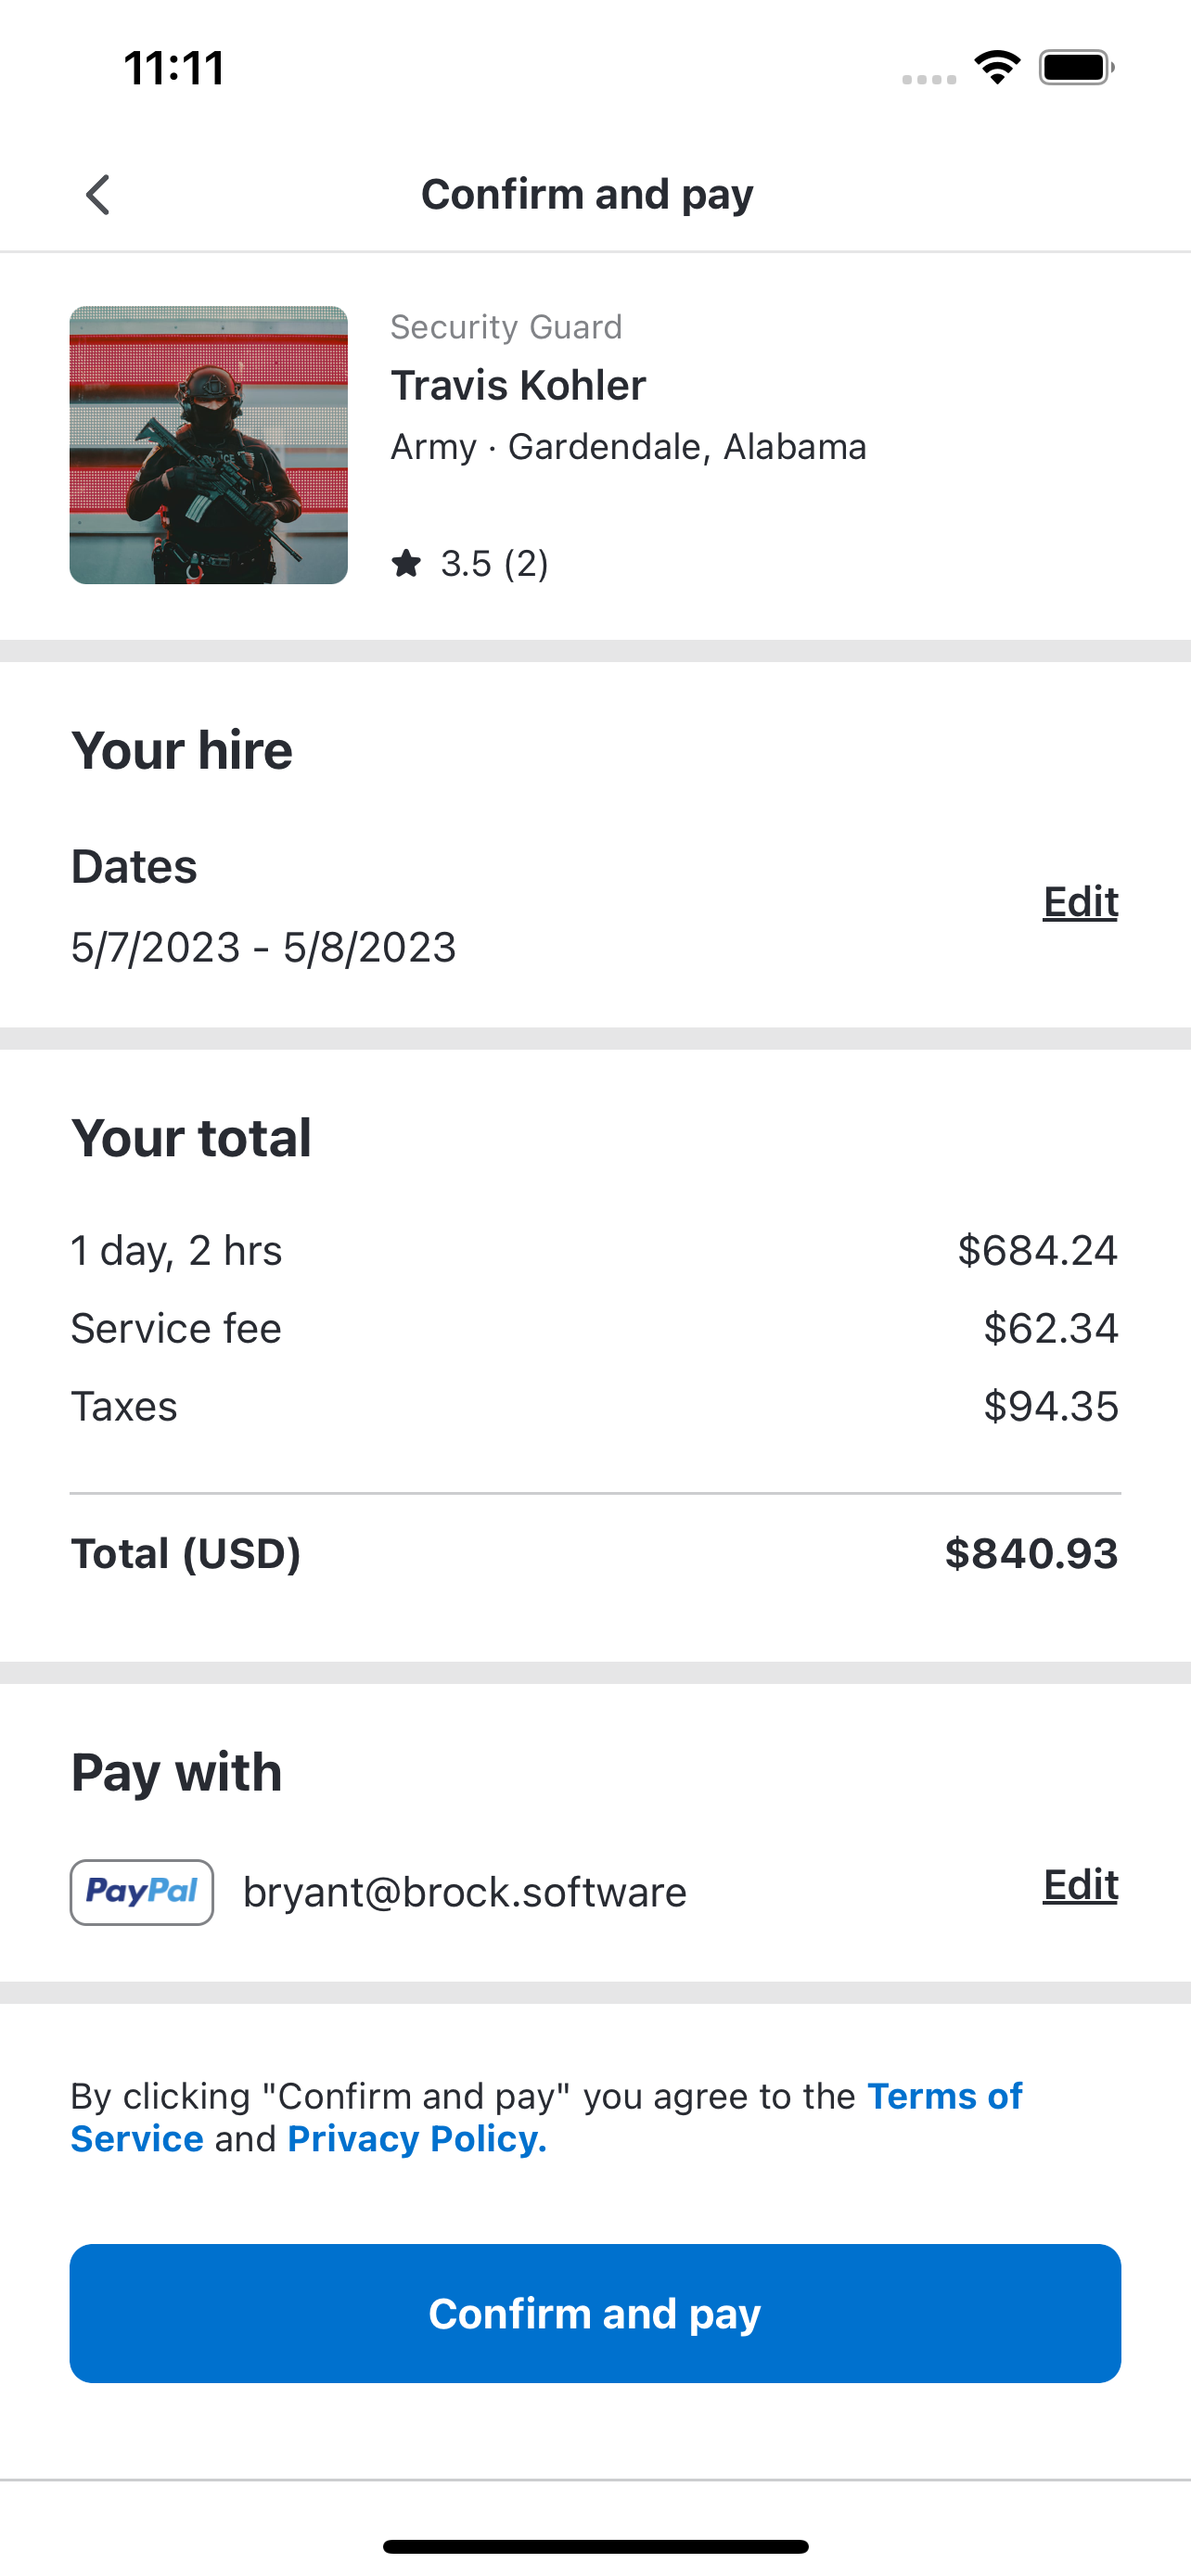 11:11
Confirm and pay
Security Guard
Travis Kohler
Army · Gardendale, Alabama
3.5 (2)
Your hire
Dates
5/7/2023 - 5/8/2023
Edit
Your total
1 day, 2 hrs $684.24
Service fee $62.34
Taxes $94.35
Total (USD) $840.93
Pay with
PayPal bryant@brock.software Edit
By clicking "Confirm and pay" you agree to the Terms of
Service and Privacy Policy.
Confirm and pay